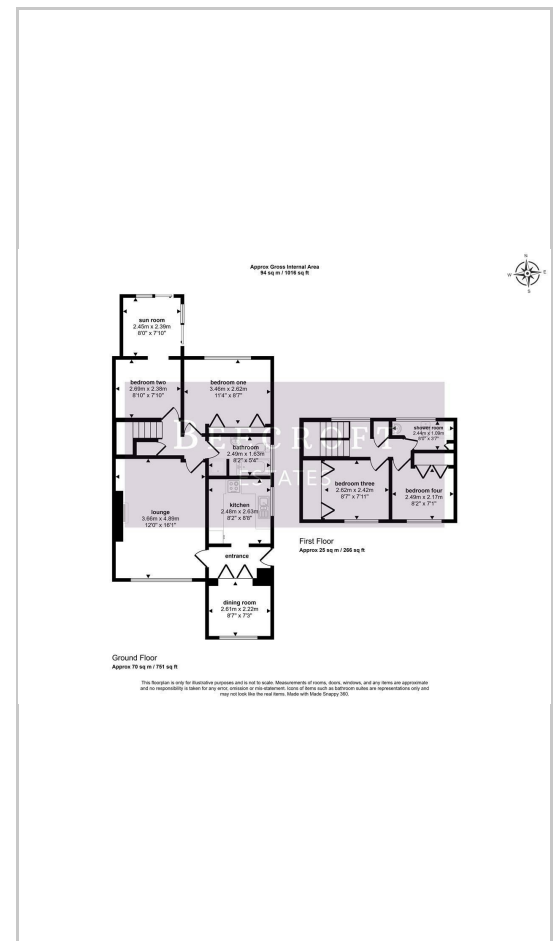 Approx Gross Internal Area
94 sq m / 1016 sq ft
N
W
E
S
sun room
2.45m x 2.39m
8'0" x 7'10"
bedroom two
2.69m x 2.38m
8'10" x 7'10"
bedroom one
3.46m x 2.62m
11'4" x 8'7"
BEECROFT
ESTATES
bathroom
2.49m x 1.63m
8'2" x 5'4"
shower room
2.44m x 1.09m
8'0" x 3'7"
lounge
3.66m x 4.89m
12'0" x 16'1"
kitchen
2.48m x 2.63m
bedroom three
2.62m x 2.42m
8'7" x 7'11"
bedroom four
2.49m x 2.17m
8'2" x 7'1"
entrance
dining room
2.61m x 2.22m
8'7" x 7'3"
First Floor
Approx 25 sq m / 266 sq ft
Ground Floor
Approx 70 sq m / 751 sq ft
This floorplan is only for illustrative purposes and is not to scale. Measurements of rooms, doors, windows, and any items are approximate
and no responsibility is taken for any error, omission or mis-statement. Icons of items such as bathroom suites are representations only and
may not look like the real items. Made with Made Snappy 360.